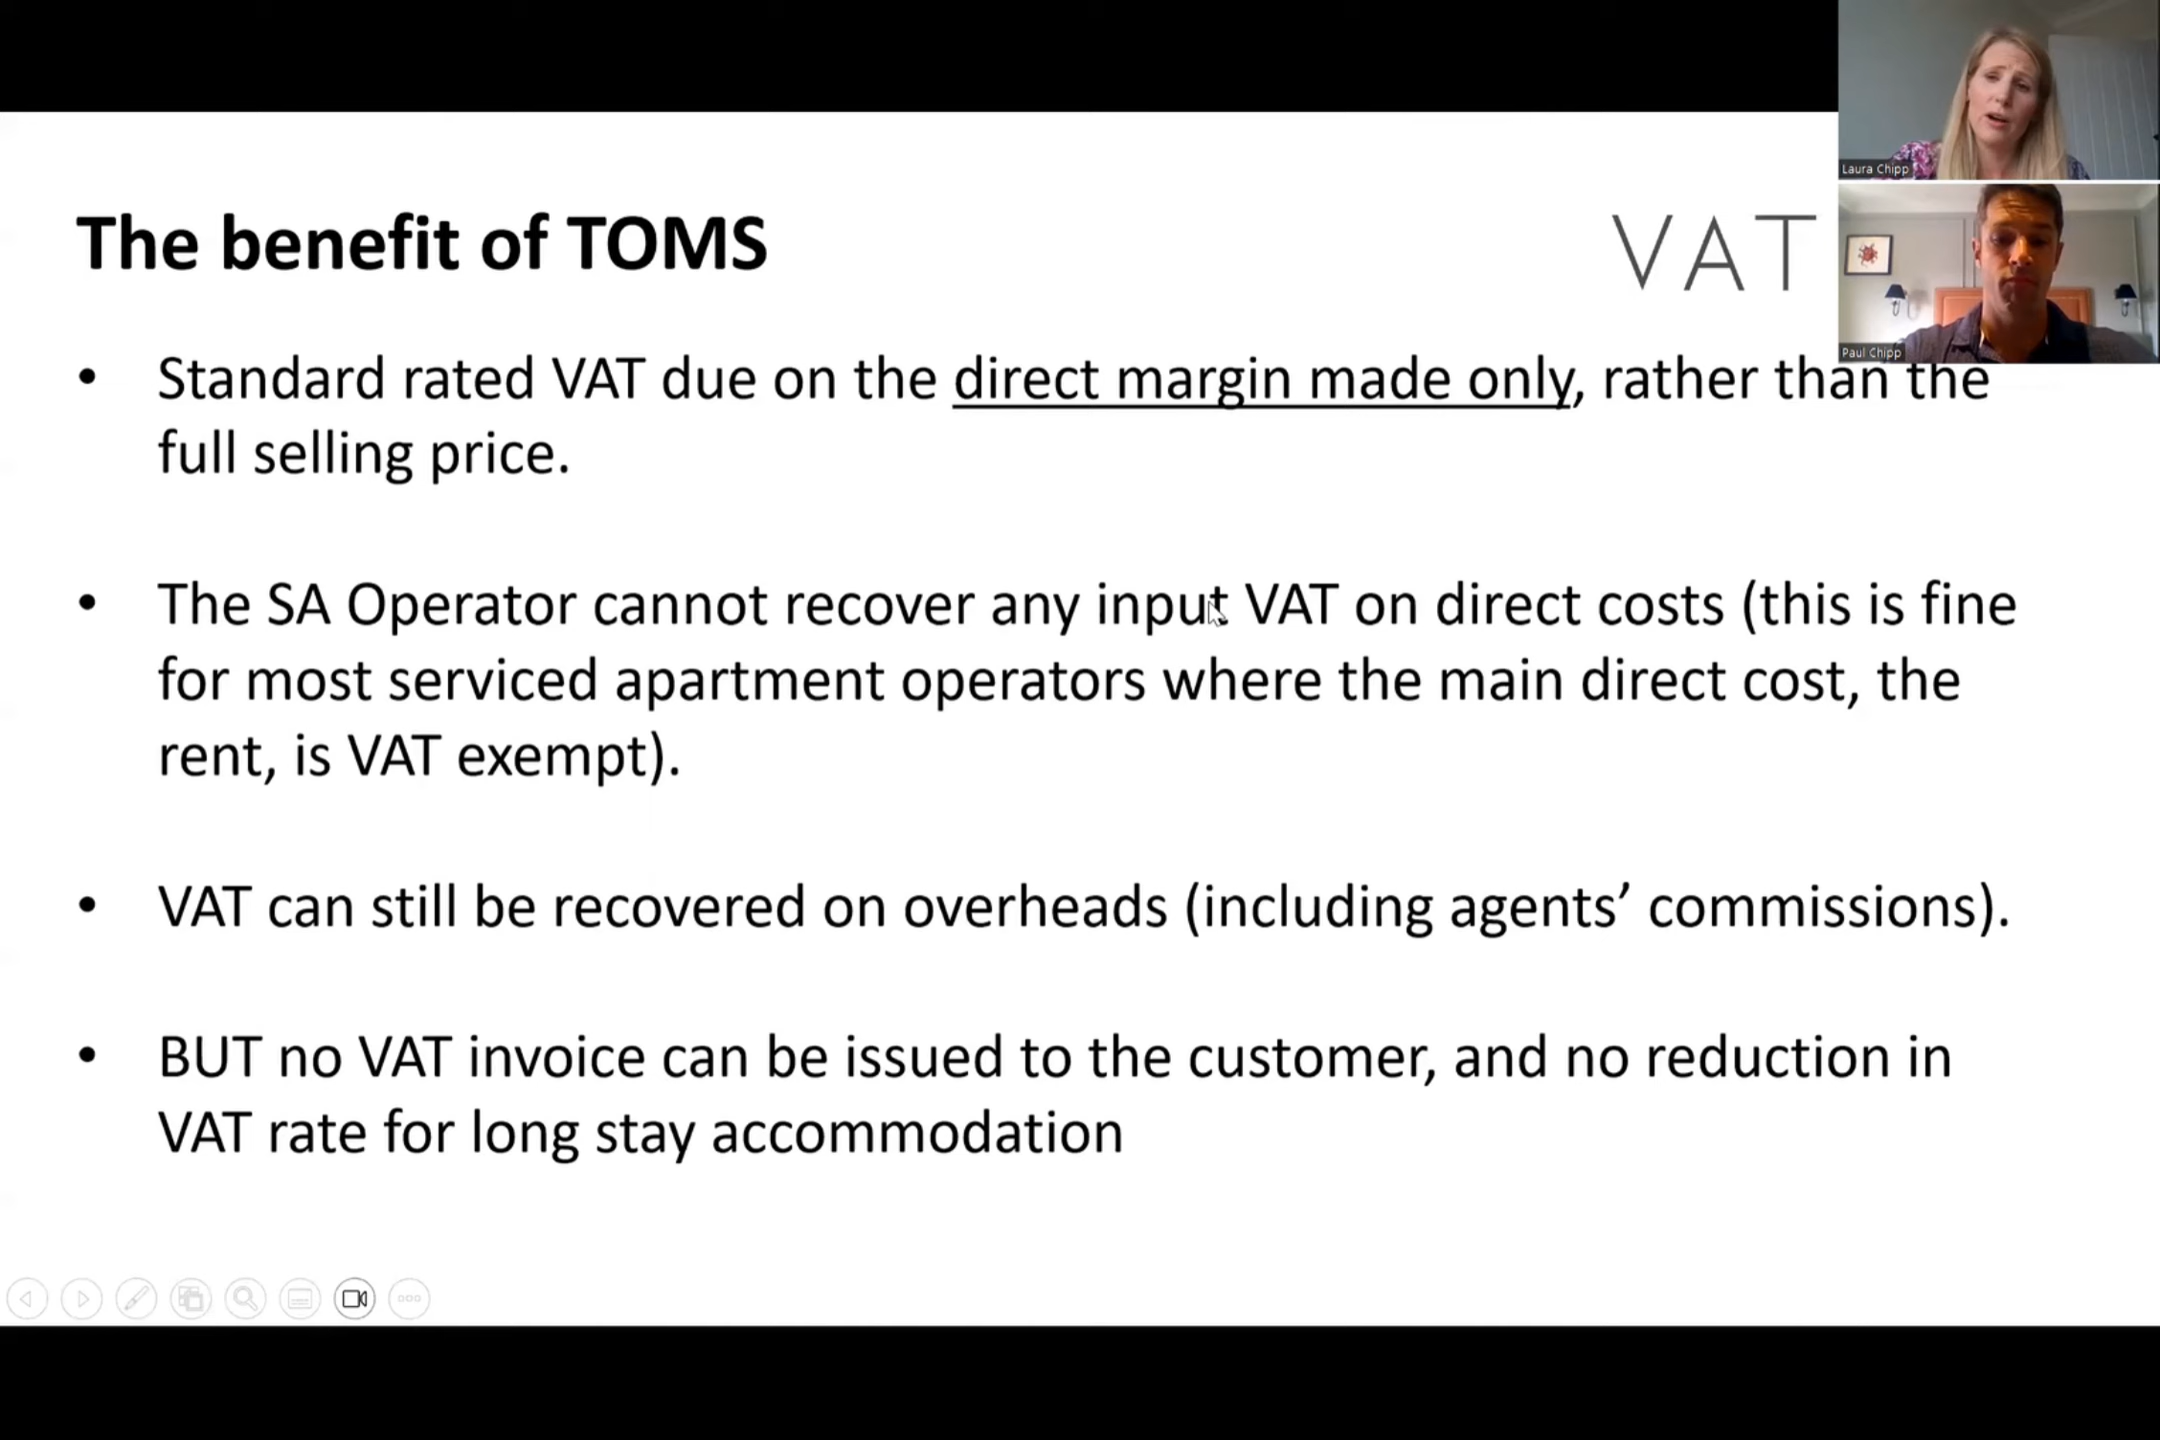 Laura Chipp
The benefit of TOMS
VAT
Paul Chipp
• Standard rated VAT due on the direct margin made only, rather than the
full selling price.
• The SA Operator cannot recover any input VAT on direct costs (this is fine
for most serviced apartment operators where the main direct cost, the
rent, is VAT exempt).
• VAT can still be recovered on overheads (including agents’ commissions).
• BUT no VAT invoice can be issued to the customer, and no reduction in
VAT rate for long stay accommodation